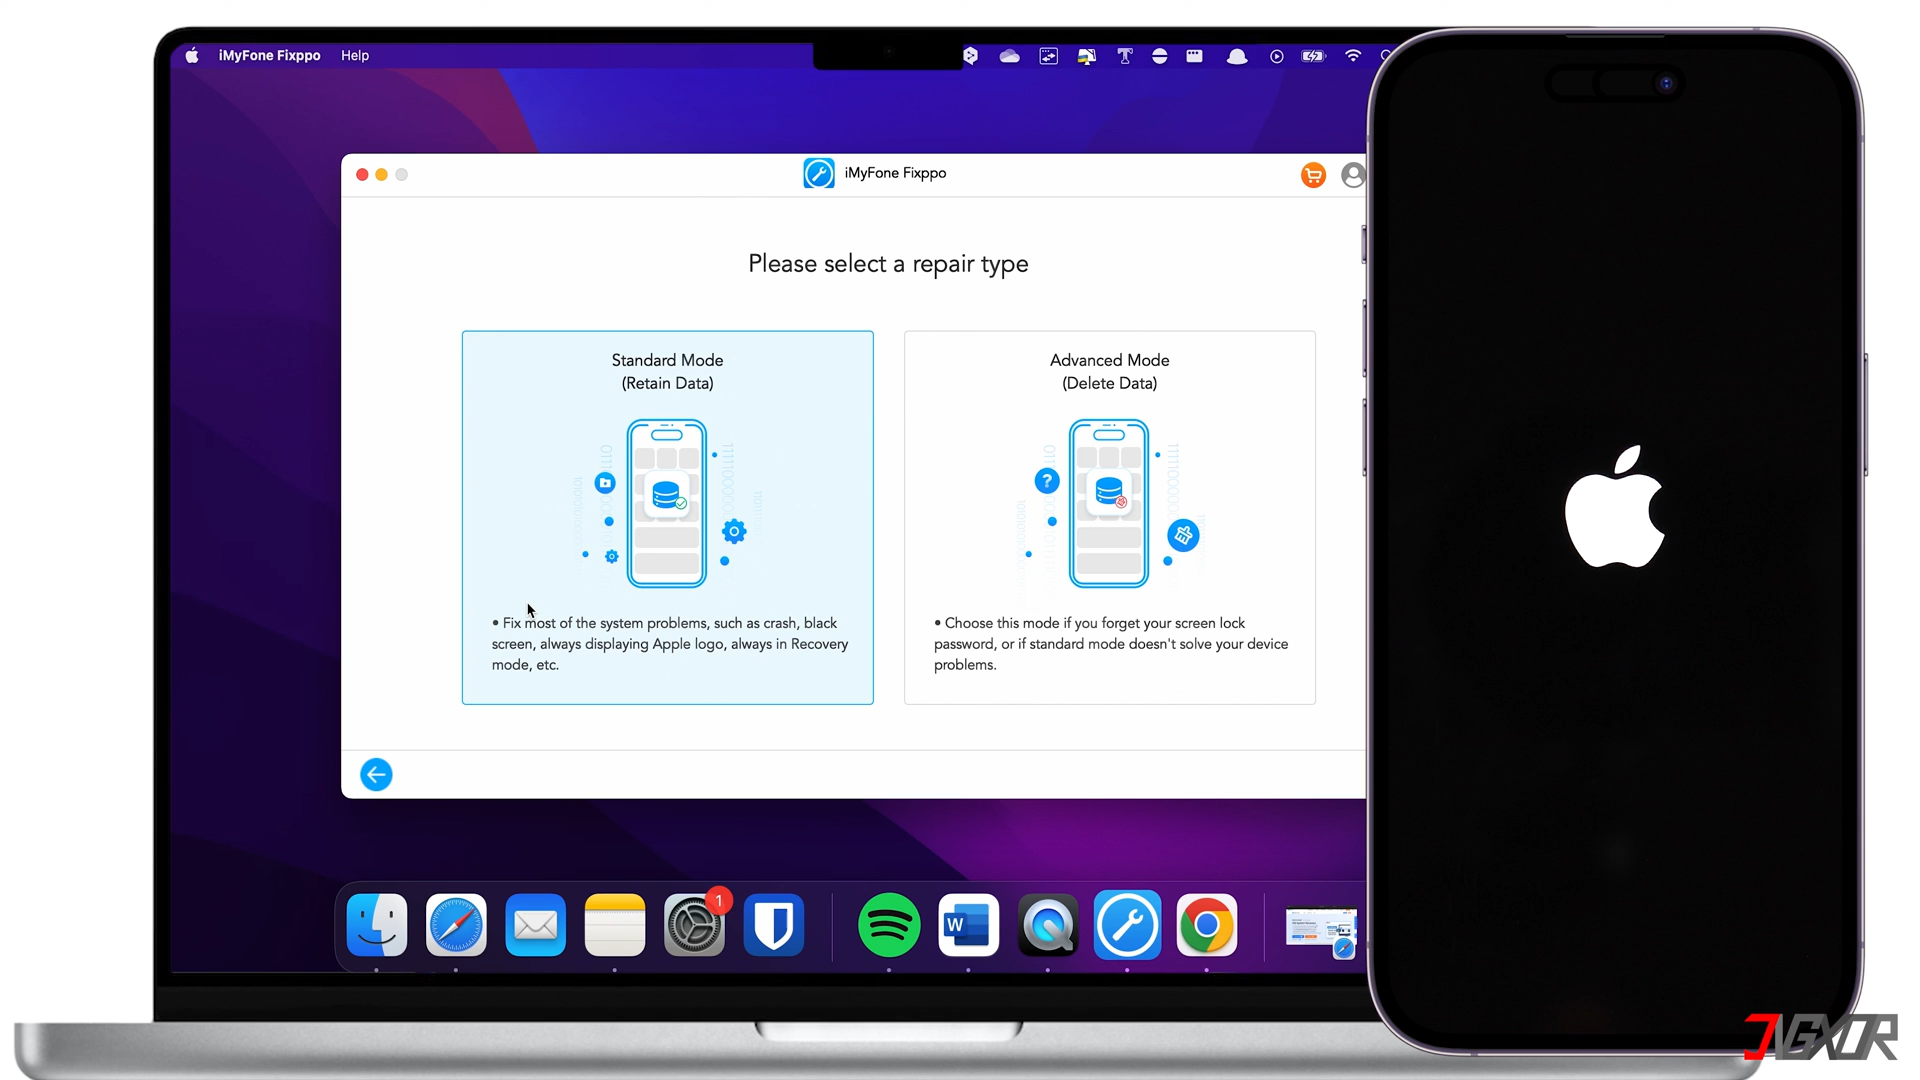 iMyFone Fixppo Help
iMyFone Fixppo
Please select a repair type
Standard Mode
(Retain Data)
• Fix most of the system problems, such as crash, black
screen, always displaying Apple logo, always in Recovery
mode, etc.
Advanced Mode
(Delete Data)
?
• Choose this mode if you forget your screen lock
password, or if standard mode doesn't solve your device
problems.
1
W
JVGXOR